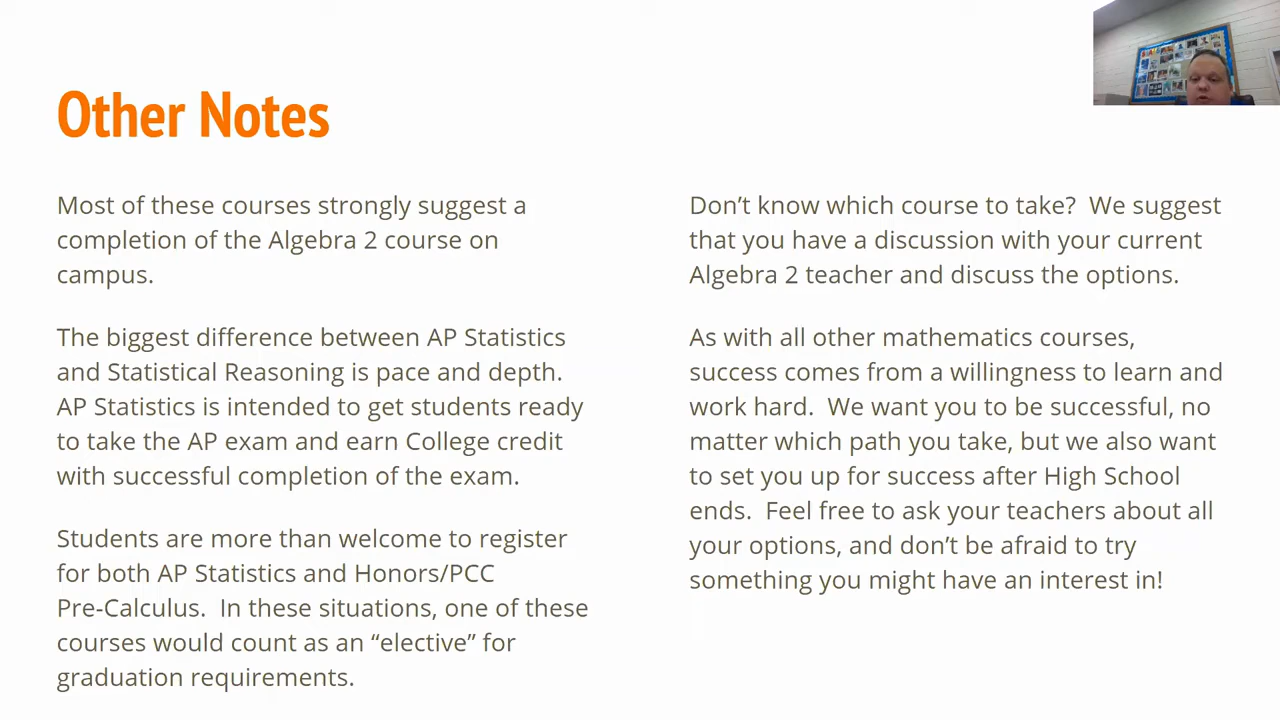 Other Notes
Most of these courses strongly suggest a
completion of the Algebra 2 course on
campus.
The biggest difference between AP Statistics
and Statistical Reasoning is pace and depth.
AP Statistics is intended to get students ready
to take the AP exam and earn College credit
with successful completion of the exam.
Students are more than welcome to register
for both AP Statistics and Honors/PCC
Pre-Calculus.  In these situations, one of these
courses would count as an “elective” for
graduation requirements.
Don’t know which course to take?  We suggest
that you have a discussion with your current
Algebra 2 teacher and discuss the options.
As with all other mathematics courses,
success comes from a willingness to learn and
work hard.  We want you to be successful, no
matter which path you take, but we also want
to set you up for success after High School
ends.  Feel free to ask your teachers about all
your options, and don’t be afraid to try
something you might have an interest in!